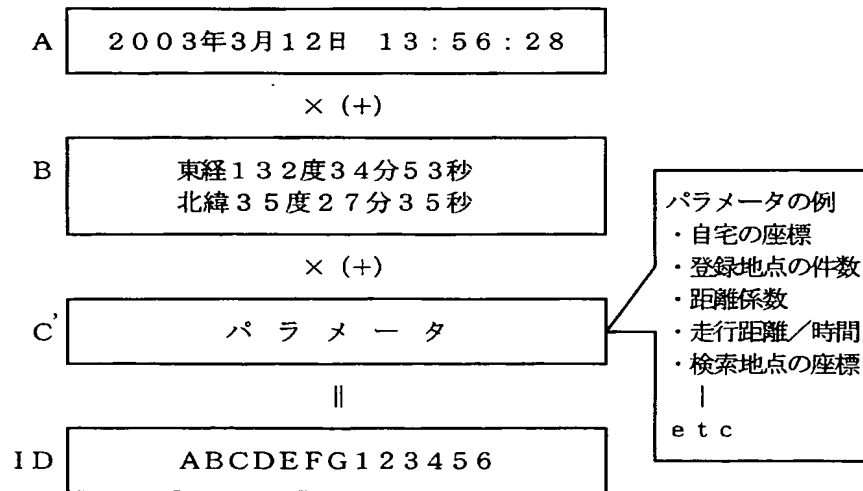 A ２００３年３月１２日 １３：５６：２８
× (+)
B 東経１３２度３４分５３秒
北緯３５度２７分３５秒
× (+)
C' パラメータ
||
ID ABCDEFG１２３４５６
パラメータの例
・自宅の座標
・登録地点の件数
・距離係数
・走行距離／時間
・検索地点の座標
|
etc